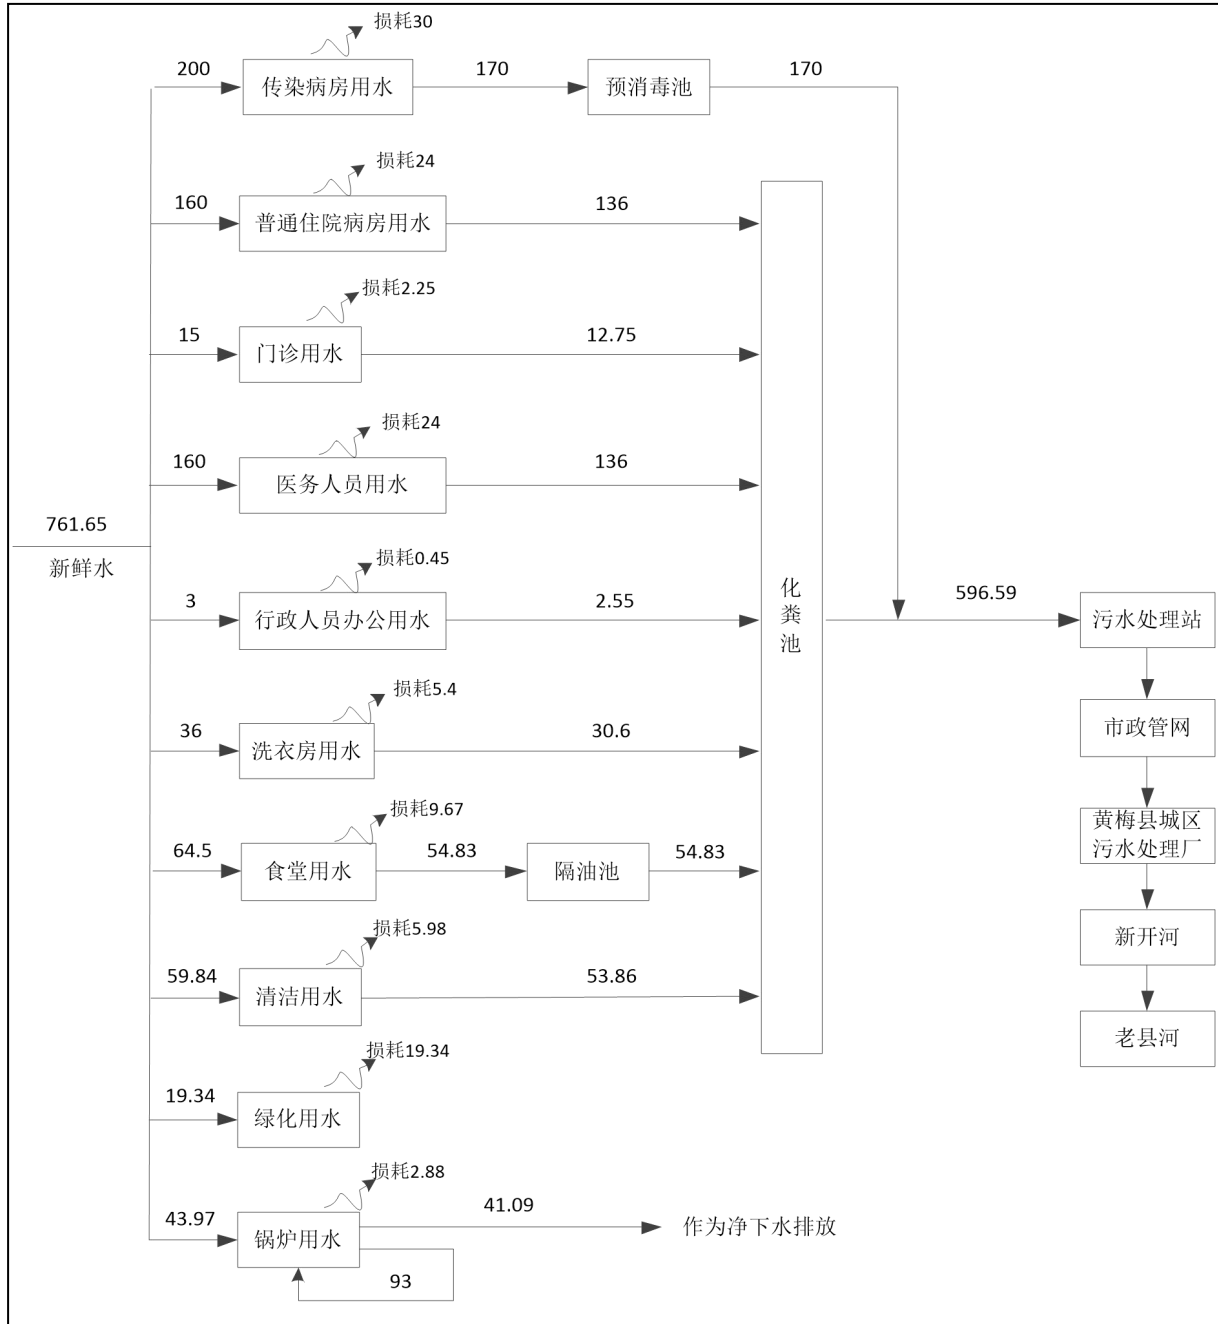 损耗30
200
传染病房用水
170
预消毒池
170
损耗24
160
普通住院病房用水
136
损耗2.25
15
门诊用水
12.75
损耗24
160
医务人员用水
136
761.65
新鲜水
损耗0.45
3
行政人员办公用水
2.55
化粪池
596.59
污水处理站
损耗5.4
36
洗衣房用水
30.6
市政管网
损耗9.67
64.5
食堂用水
54.83
隔油池
54.83
黄梅县城区
污水处理厂
损耗5.98
59.84
清洁用水
53.86
新开河
老县河
损耗19.34
19.34
绿化用水
损耗2.88
43.97
锅炉用水
41.09
作为净下水排放
93